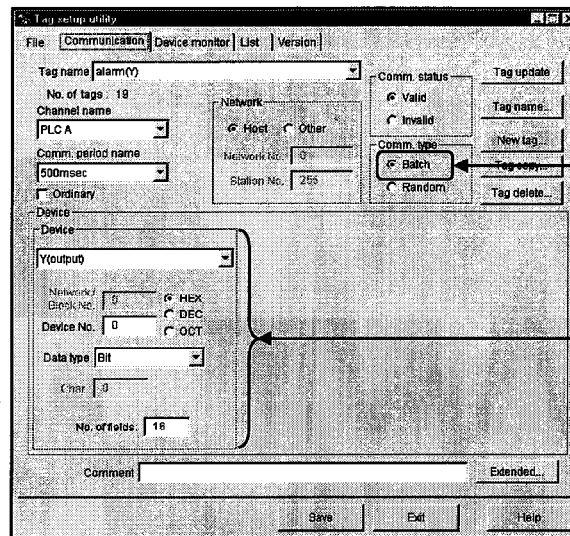 Tag setup utility
File Communication Device monitor List Version
Tag name alarm(Y)
No. of tags : 19
Channel name
PLC A
Comm. period name
500msec
Ordinary
Network
Host Other
Network No. 0
Station No. 255
Comm. status
Valid
Invalid
Comm. type
Batch
Random
Tag update
Tag name...
New tag...
Tag copy...
Tag delete...
Device
Device
Y(output)
Network /
Block No. 0
HEX
DEC
OCT
Device No. 0
Data type Bit
Char 0
No. of fields : 16
Comment
Extended...
Save Exit Help